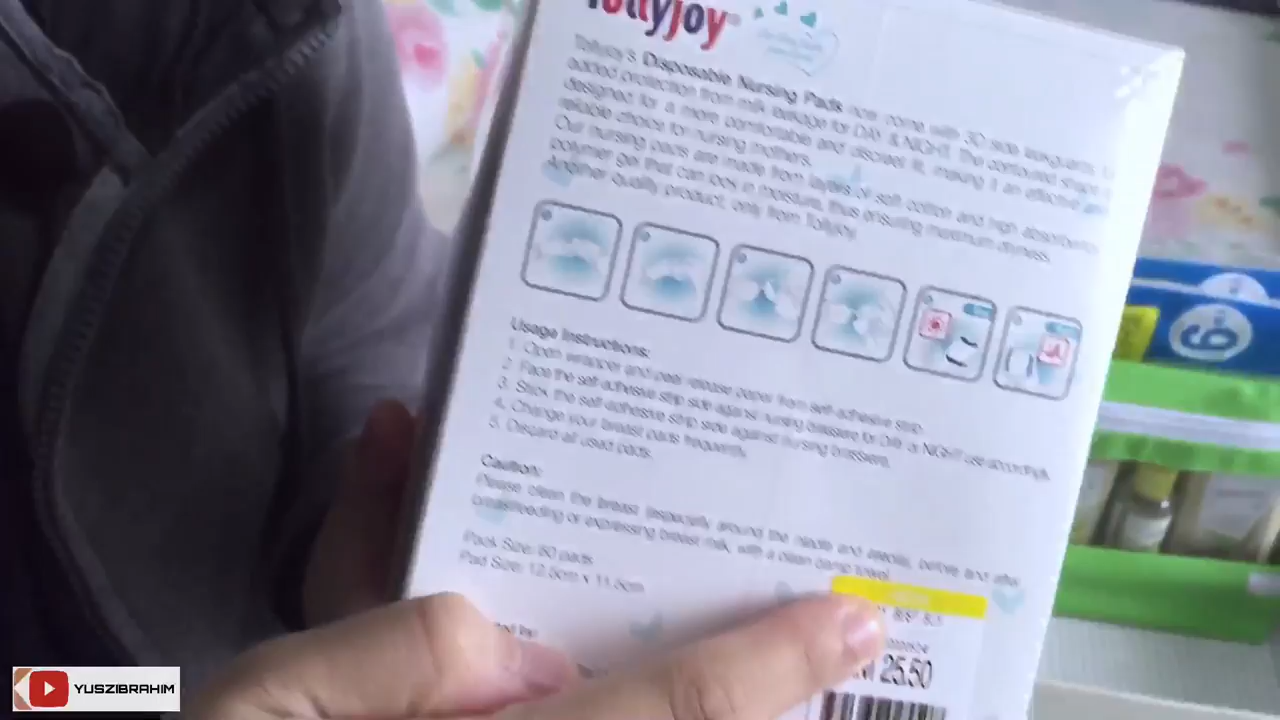 Tollyjoy
Tollyjoy's Disposable Nursing Pads now come with 3D side leakguards,
added protection from milk leakage for DAY & NIGHT. The contoured shape is
designed for a more comfortable and discreet fit, making it an effective and
reliable choice for nursing mothers.
Our nursing pads are made from layers of soft cotton and high absorbency
polymer gel that can lock in moisture, thus ensuring maximum dryness.
Another quality product, only from Tollyjoy.
Usage Instructions:
1. Open wrapper and peel release paper from self-adhesive strip.
2. Face the self-adhesive strip side against nursing brassiere for DAY or NIGHT use accordingly.
3. Stick the self-adhesive strip side against nursing brassiere.
4. Change your breast pads frequently.
5. Discard all used pads.
Caution:
Please clean the breast (especially around the nipple and areola), before and after
breastfeeding or expressing breast milk, with a clean damp towel.
Pack Size: 60 pads
Pad Size: 12.5cm x 11.5cm
25.50
6
YUSZIBRAHIM